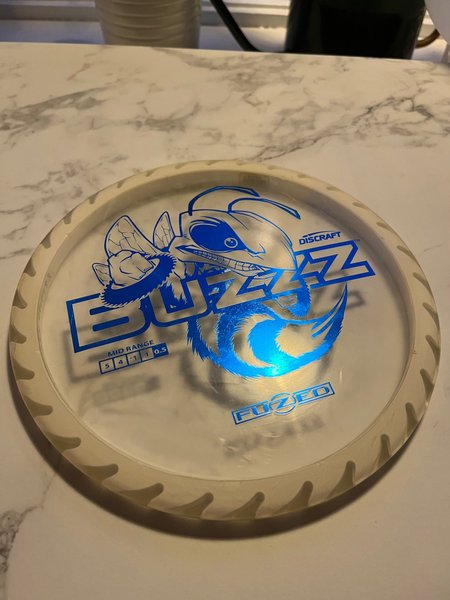 DISCRAFT
BUZZZ
MID RANGE
5 4 -1 1 0.5
FUZED